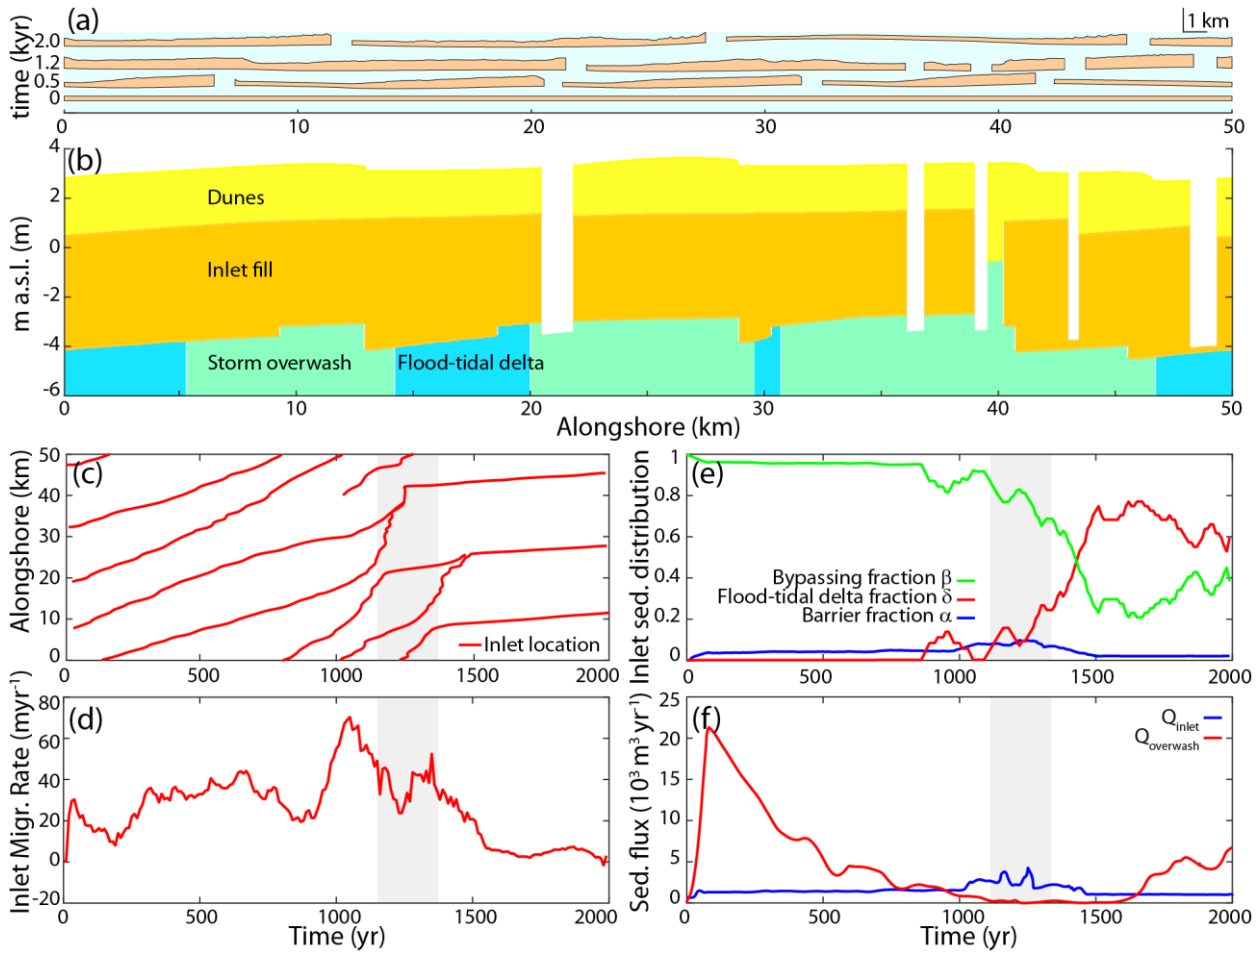 (a)
1 km
time (kyr)
2.0
1.2
0.5
0
0 10 20 30 40 50
(b)
m a.s.l. (m)
4
2
0
-2
-4
-6
Dunes
Inlet fill
Storm overwash
Flood-tidal delta
0 10 20 30 40 50
Alongshore (km)
(c)
Alongshore (km)
50
40
30
20
10
0
Inlet location
0 500 1000 1500 2000
(e)
Inlet sed. distribution
1
0.8
0.6
0.4
0.2
0
Bypassing fraction β
Flood-tidal delta fraction δ
Barrier fraction α
0 500 1000 1500 2000
(d)
Inlet Migr. Rate (myr⁻¹)
80
60
40
20
0
-20
0 500 1000 1500 2000
Time (yr)
(f)
Sed. flux (10³ m³ yr⁻¹)
20
15
10
5
0
Q inlet
Q overwash
0 500 1000 1500 2000
Time (yr)